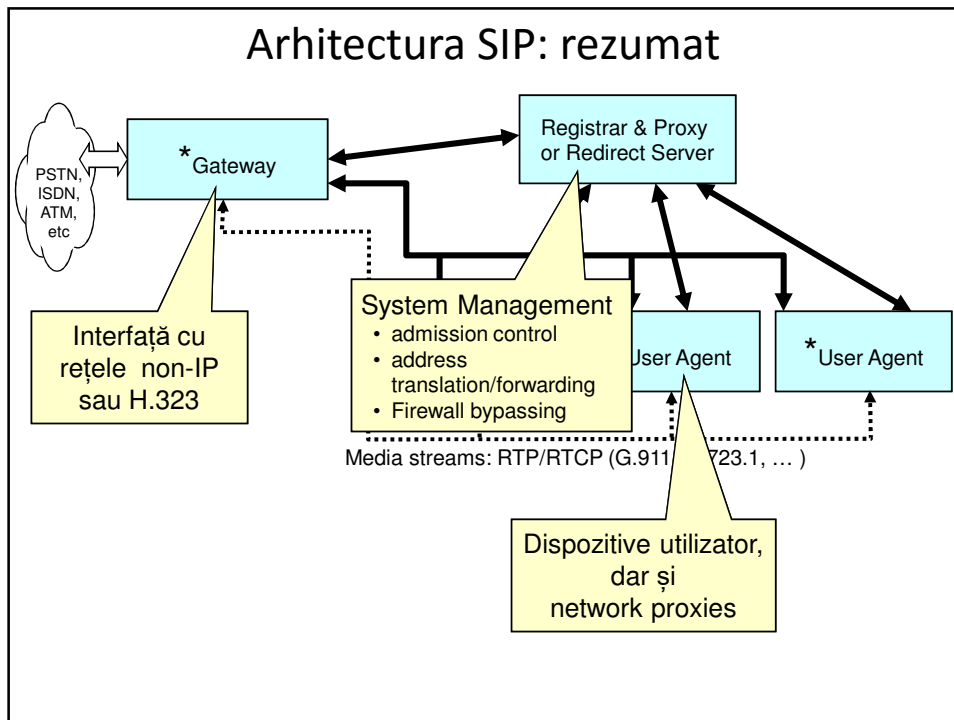 Arhitectura SIP: rezumat
PSTN,
ISDN,
ATM,
etc
*Gateway
Registrar & Proxy
or Redirect Server
Interfață cu
rețele non-IP
sau H.323
System Management
• admission control
• address
translation/forwarding
• Firewall bypassing
User Agent
*User Agent
Media streams: RTP/RTCP (G.911 723.1, ... )
Dispozitive utilizator,
dar și
network proxies